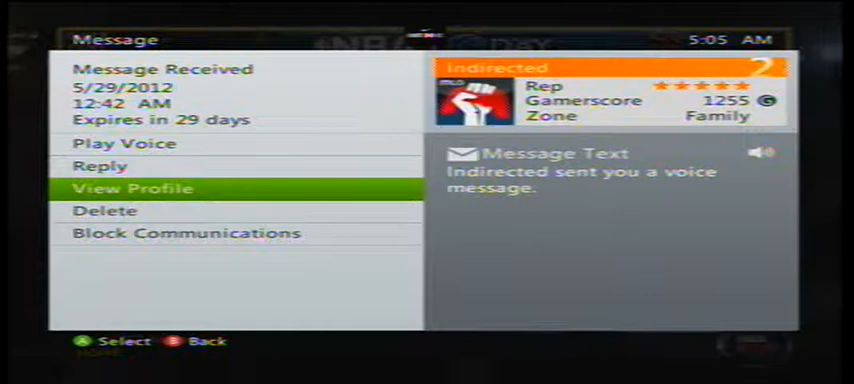 Message
5:05 AM
Message Received
5/29/2012
12:42 AM
Expires in 29 days
Play Voice
Reply
View Profile
Delete
Block Communications
Indirected
2
Rep
Gamerscore 1255 G
Zone Family
Message Text
Indirected sent you a voice
message.
A Select B Back